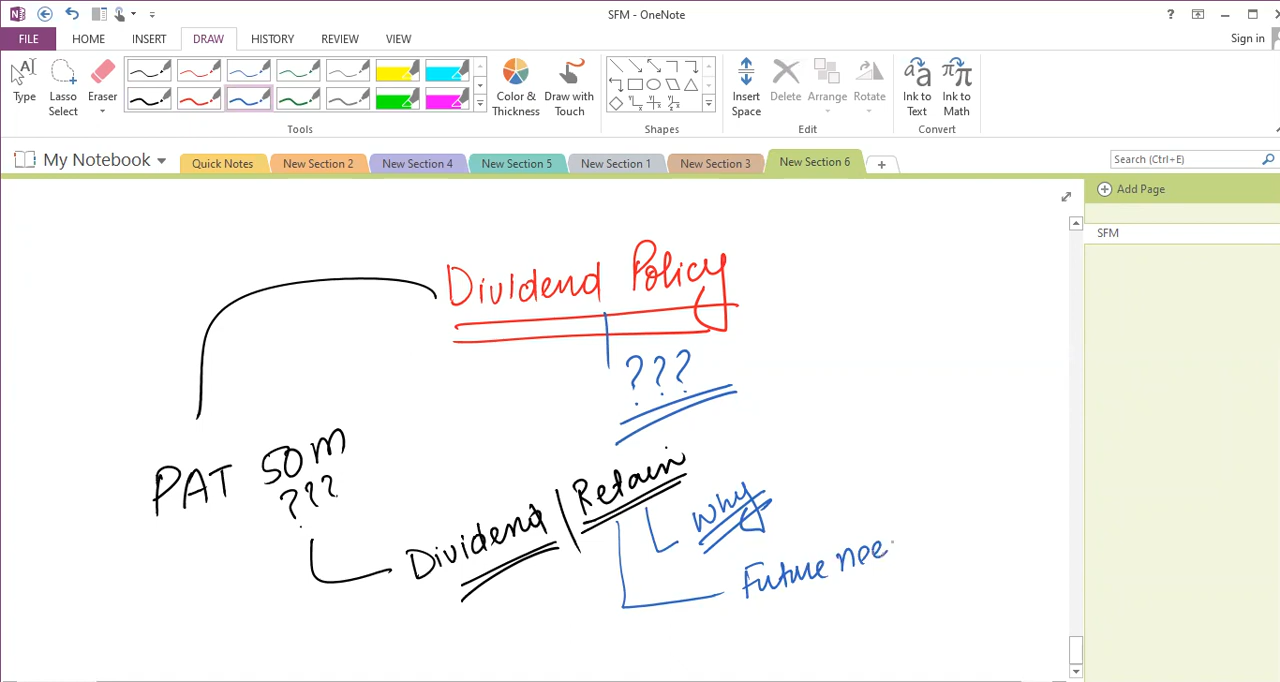 SFM - OneNote
?
Sign in
FILE HOME INSERT DRAW HISTORY REVIEW VIEW
Type
Lasso Select
Eraser
Color & Thickness
Draw with Touch
Insert Space
Delete
Arrange
Rotate
Ink to Text
Ink to Math
Tools
Shapes
Edit
Convert
My Notebook
Quick Notes New Section 2 New Section 4 New Section 5 New Section 1 New Section 3 New Section 6
Search (Ctrl+E)
Add Page
SFM
Dividend Policy
???
PAT 50 m
???
Dividend / Retain
Why
Future nee